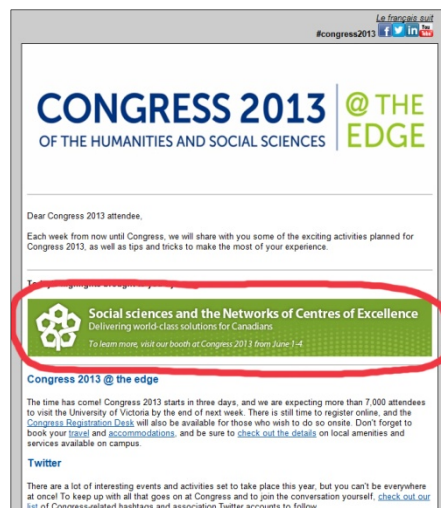 Le français suit
#congress2013
CONGRESS 2013
OF THE HUMANITIES AND SOCIAL SCIENCES
@ THE
EDGE
Dear Congress 2013 attendee,
Each week from now until Congress, we will share with you some of the exciting activities planned for
Congress 2013, as well as tips and tricks to make the most of your experience.
Social sciences and the Networks of Centres of Excellence
Delivering world-class solutions for Canadians
To learn more, visit our booth at Congress 2013 from June 1-4
Congress 2013 @ the edge
The time has come! Congress 2013 starts in three days, and we are expecting more than 7,000 attendees
to visit the University of Victoria by the end of next week. There is still time to register online, and the
Congress Registration Desk will also be available for those who wish to do so onsite. Don't forget to
book your travel and accommodations, and be sure to check out the details on local amenities and
services available on campus.
Twitter
There are a lot of interesting events and activities set to take place this year, but you can't be everywhere
at once! To keep up with all that goes on at Congress and to join the conversation yourself, check out our
list of Congress-related hashtags and association Twitter accounts to follow.